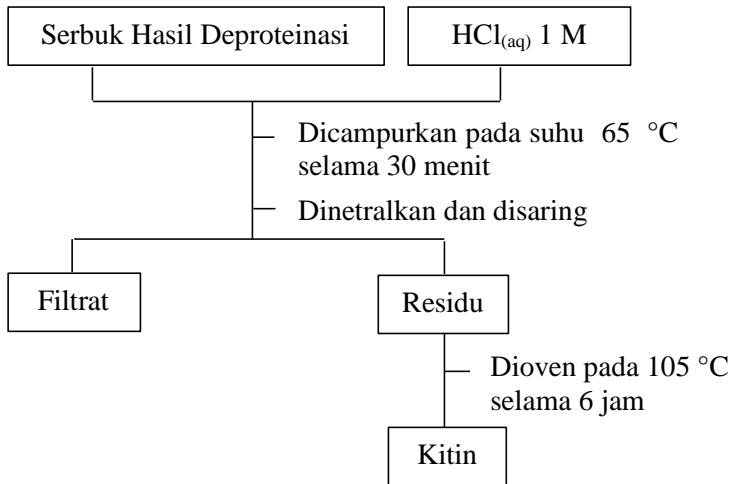 Serbuk Hasil Deproteinasi
HCl(aq) 1 M
Dicampurkan pada suhu 65 °C
selama 30 menit
Dinetralkan dan disaring
Filtrat
Residu
Dioven pada 105 °C
selama 6 jam
Kitin